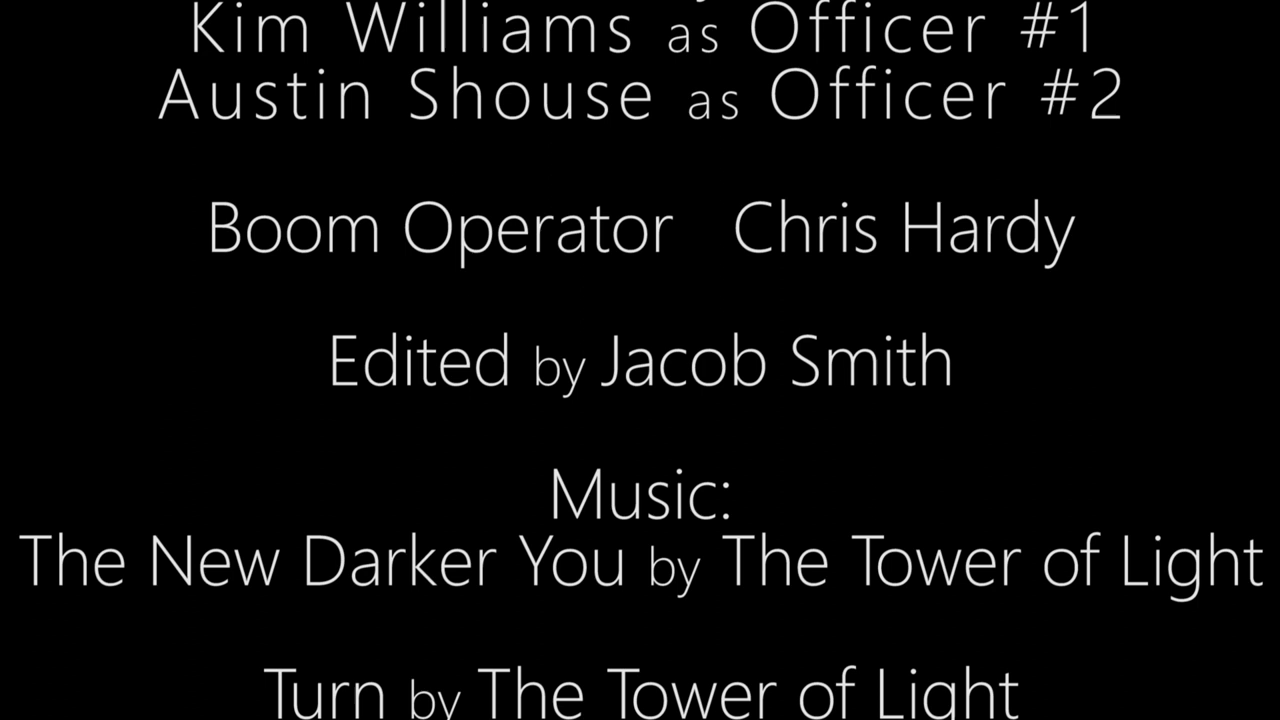 Kim Williams as Officer #1
Austin Shouse as Officer #2
Boom Operator Chris Hardy
Edited by Jacob Smith
Music:
The New Darker You by The Tower of Light
Turn by The Tower of Light